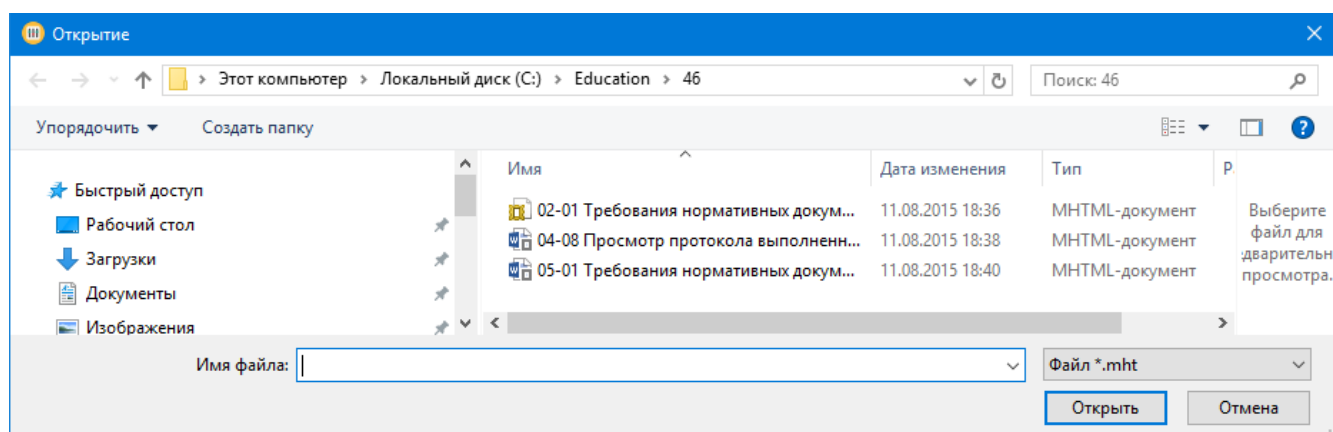 Открытие
Этот компьютер > Локальный диск (C:) > Education > 46
Поиск: 46
Упорядочить
Создать папку
Имя
Дата изменения
Тип
Р
Быстрый доступ
Рабочий стол
Загрузки
Документы
Изображения
02-01 Требования нормативных докум... 11.08.2015 18:36 MHTML-документ
04-08 Просмотр протокола выполненн... 11.08.2015 18:38 MHTML-документ
05-01 Требования нормативных докум... 11.08.2015 18:40 MHTML-документ
Выберите
файл для
дварительн
просмотра.
Имя файла:
Файл *.mht
Открыть
Отмена